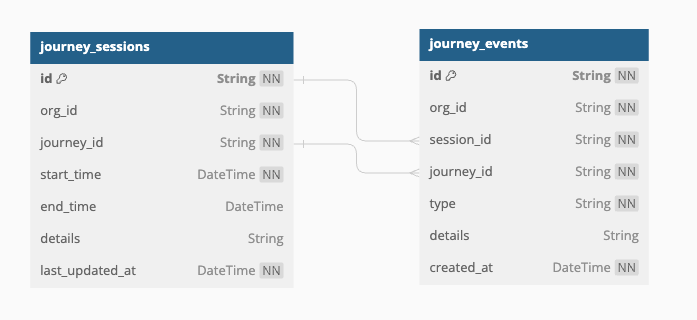 journey_sessions
id String NN
org_id String NN
journey_id String NN
start_time DateTime NN
end_time DateTime
details String
last_updated_at DateTime NN
journey_events
id String NN
org_id String NN
session_id String NN
journey_id String NN
type String NN
details String
created_at DateTime NN